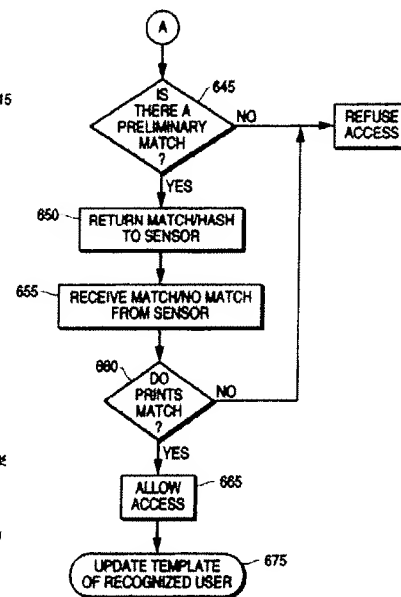 A
IS
THERE A
PRELIMINARY
MATCH
?
645
NO
REFUSE
ACCESS
YES
650
RETURN MATCH/HASH
TO SENSOR
655
RECEIVE MATCH/NO MATCH
FROM SENSOR
660
DO
PRINTS
MATCH
?
NO
YES
ALLOW
ACCESS
665
UPDATE TEMPLATE
OF RECOGNIZED USER
675